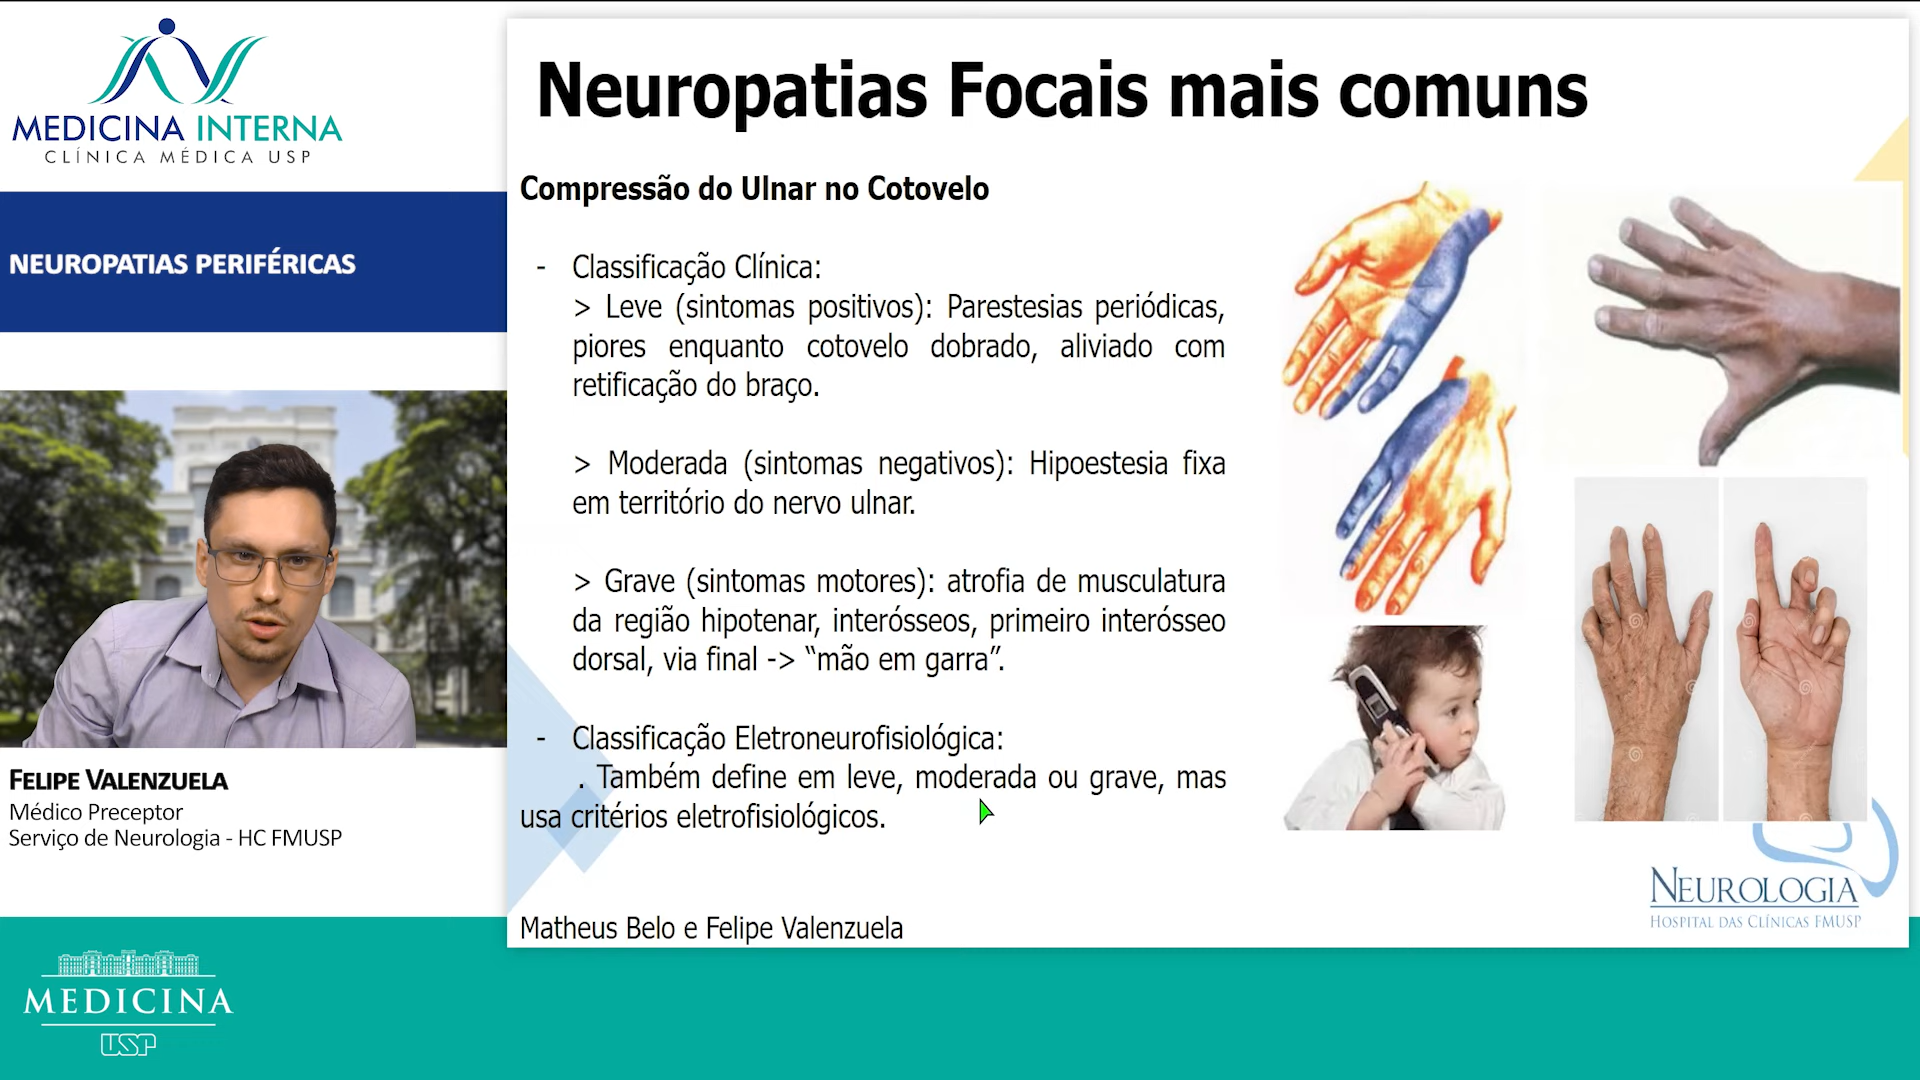 MEDICINA INTERNA
CLÍNICA MÉDICA USP
NEUROPATIAS PERIFÉRICAS
FELIPE VALENZUELA
Médico Preceptor
Serviço de Neurologia - HC FMUSP
MEDICINA
USP
Neuropatias Focais mais comuns
Compressão do Ulnar no Cotovelo
- Classificação Clínica:
> Leve (sintomas positivos): Parestesias periódicas,
piores enquanto cotovelo dobrado, aliviado com
retificação do braço.
> Moderada (sintomas negativos): Hipoestesia fixa
em território do nervo ulnar.
> Grave (sintomas motores): atrofia de musculatura
da região hipotenar, interósseos, primeiro interósseo
dorsal, via final -> “mão em garra”.
- Classificação Eletroneurofisiológica:
. Também define em leve, moderada ou grave, mas
usa critérios eletrofisiológicos.
Matheus Belo e Felipe Valenzuela
NEUROLOGIA
HOSPITAL DAS CLÍNICAS FMUSP